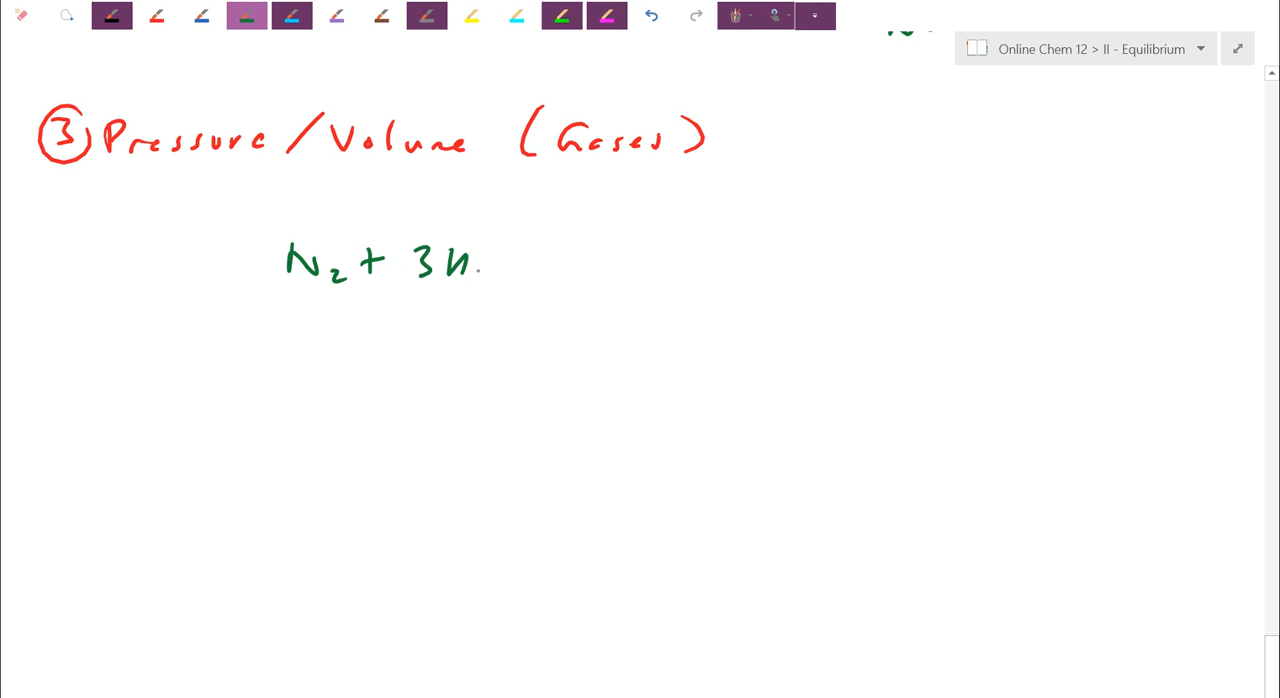 Online Chem 12 > II - Equilibrium
③ Pressure / Volume (Gases)
N₂ + 3H